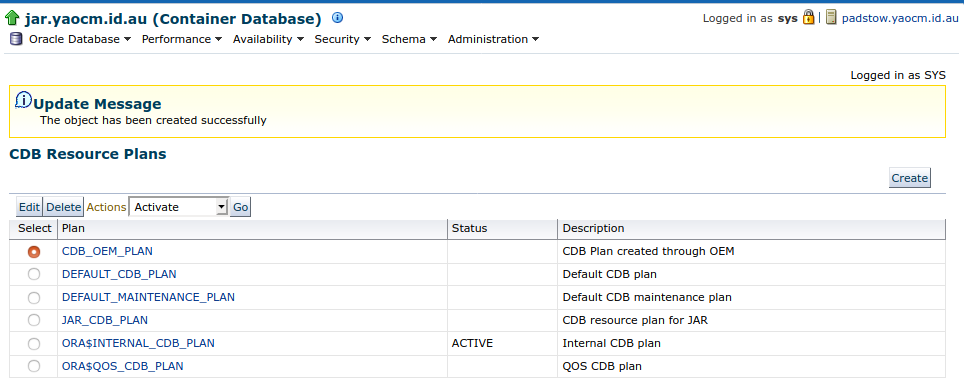 jar.yaocm.id.au (Container Database) Logged in as sys padstow.yaocm.id.au
Oracle Database Performance Availability Security Schema Administration
Logged in as SYS
Update Message
The object has been created successfully
CDB Resource Plans
Create
Edit Delete Actions Activate Go
Select Plan Status Description
CDB_OEM_PLAN CDB Plan created through OEM
DEFAULT_CDB_PLAN Default CDB plan
DEFAULT_MAINTENANCE_PLAN Default CDB maintenance plan
JAR_CDB_PLAN CDB resource plan for JAR
ORA$INTERNAL_CDB_PLAN ACTIVE Internal CDB plan
ORA$QOS_CDB_PLAN QOS CDB plan